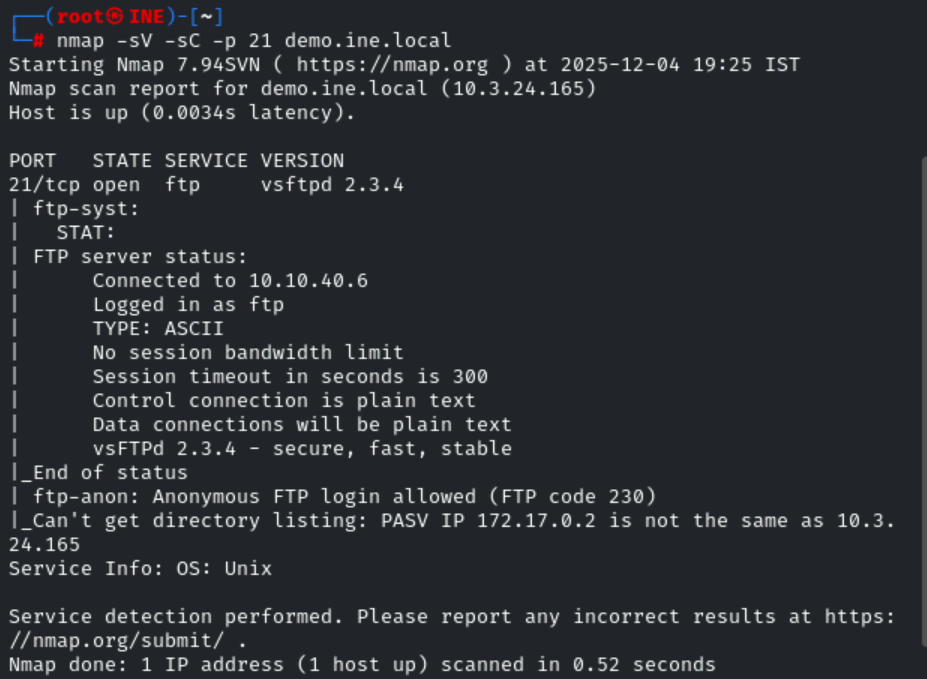 ┌──(root㉿INE)-[~]
└─# nmap -sV -sC -p 21 demo.ine.local
Starting Nmap 7.94SVN ( https://nmap.org ) at 2025-12-04 19:25 IST
Nmap scan report for demo.ine.local (10.3.24.165)
Host is up (0.0034s latency).

PORT   STATE SERVICE VERSION
21/tcp open  ftp     vsftpd 2.3.4
| ftp-syst:
|   STAT:
| FTP server status:
|      Connected to 10.10.40.6
|      Logged in as ftp
|      TYPE: ASCII
|      No session bandwidth limit
|      Session timeout in seconds is 300
|      Control connection is plain text
|      Data connections will be plain text
|      vsFTPd 2.3.4 - secure, fast, stable
|_End of status
| ftp-anon: Anonymous FTP login allowed (FTP code 230)
|_Can't get directory listing: PASV IP 172.17.0.2 is not the same as 10.3.
24.165
Service Info: OS: Unix

Service detection performed. Please report any incorrect results at https:
//nmap.org/submit/ .
Nmap done: 1 IP address (1 host up) scanned in 0.52 seconds